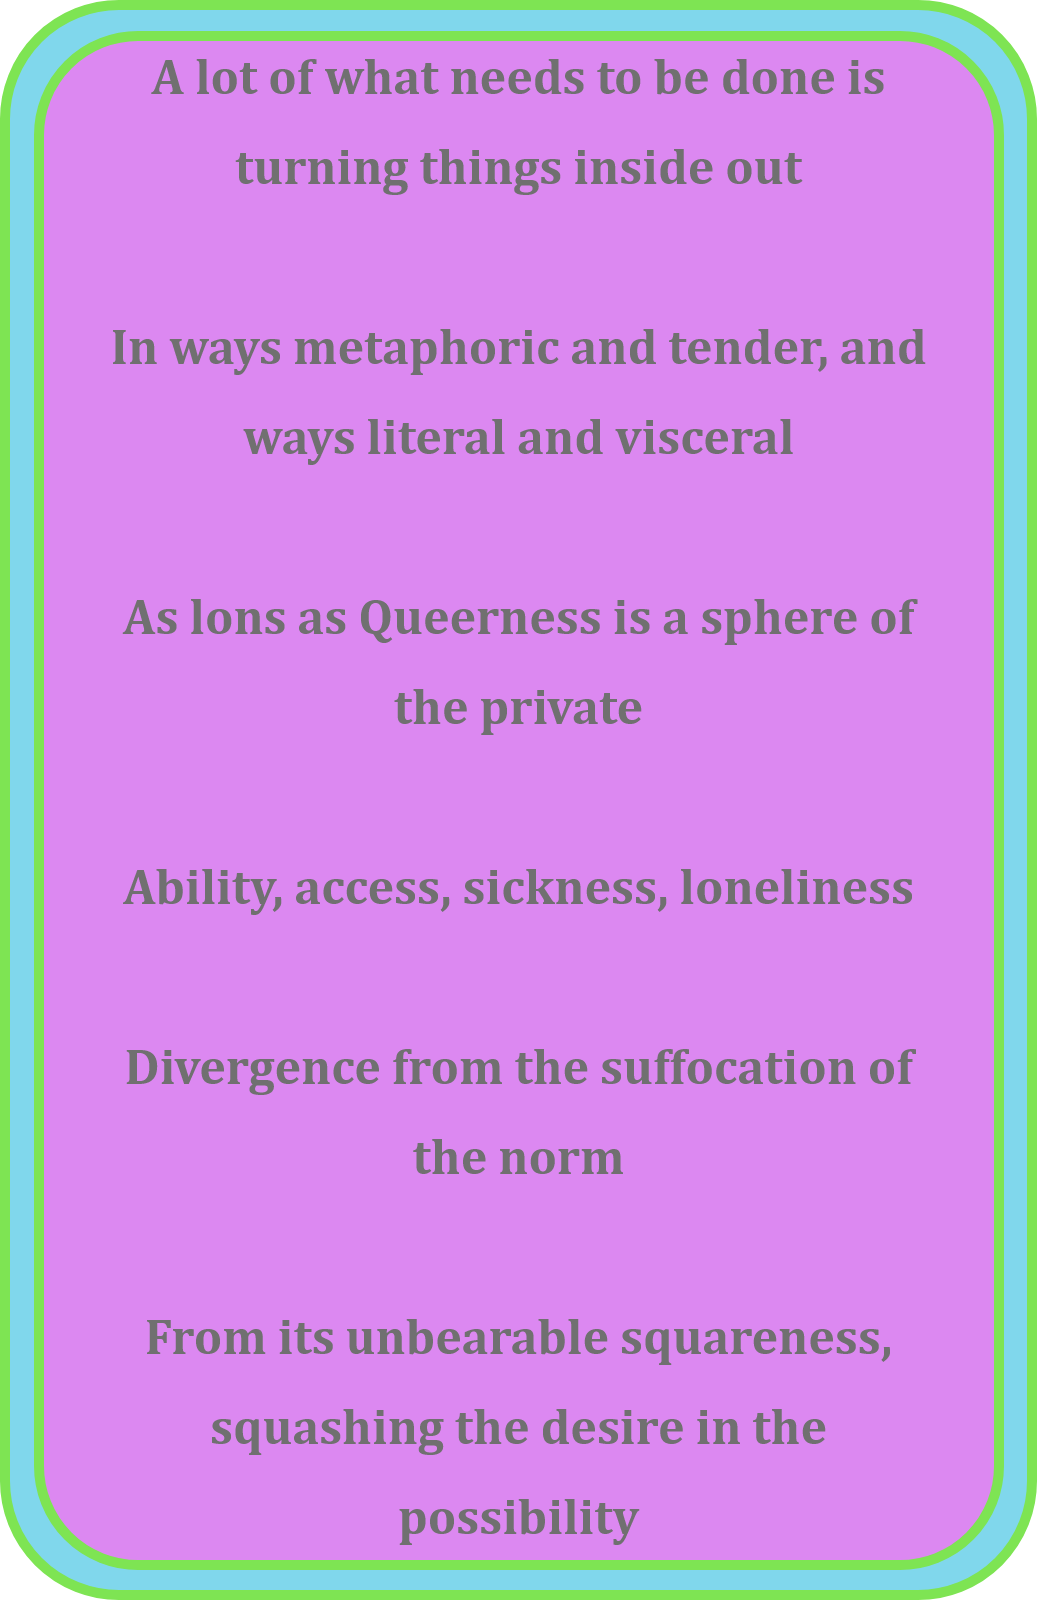 A lot of what needs to be done is
turning things inside out
In ways metaphoric and tender, and
ways literal and visceral
As lons as Queerness is a sphere of
the private
Ability, access, sickness, loneliness
Divergence from the suffocation of
the norm
From its unbearable squareness,
squashing the desire in the
possibility